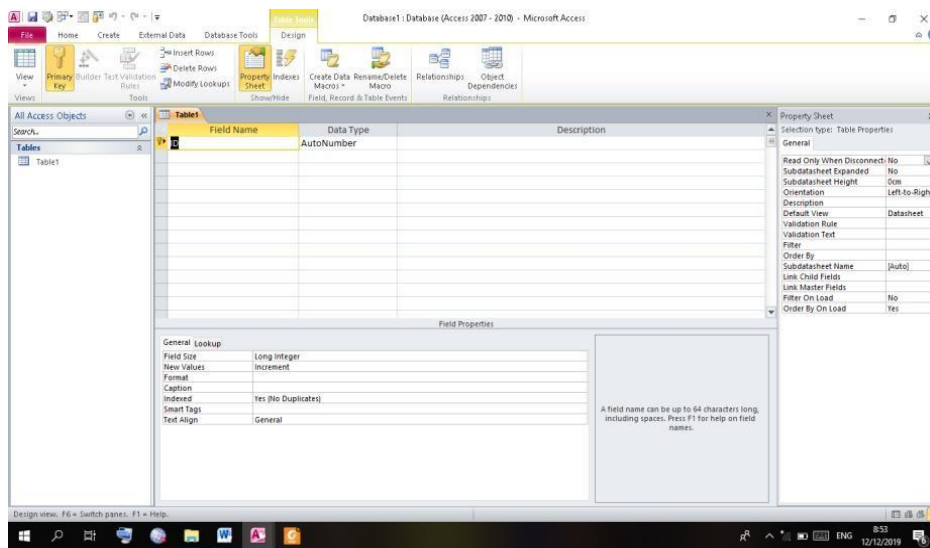 Table Tools
Database1 : Database (Access 2007 - 2010) - Microsoft Access
File Home Create External Data Database Tools Design
View
Primary Key
Builder
Test Validation Rules
Insert Rows
Delete Rows
Modify Lookups
Property Sheet
Indexes
Create Data Macros
Rename/Delete Macro
Relationships
Object Dependencies
Views Tools Show/Hide Field, Record & Table Events Relationships
All Access Objects
Search..
Tables
Table1
Table1
Field Name Data Type Description
ID AutoNumber
Field Properties
General Lookup
Field Size Long Integer
New Values Increment
Format
Caption
Indexed Yes (No Duplicates)
Smart Tags
Text Align General
A field name can be up to 64 characters long,
including spaces. Press F1 for help on field
names.
Property Sheet
Selection type: Table Properties
General
Read Only When Disconnect No
Subdatasheet Expanded No
Subdatasheet Height 0cm
Orientation Left-to-Righ
Description
Default View Datasheet
Validation Rule
Validation Text
Filter
Order By
Subdatasheet Name [Auto]
Link Child Fields
Link Master Fields
Filter On Load No
Order By On Load Yes
Design view. F6 = Switch panes. F1 = Help.
ENG
8:53
12/12/2019